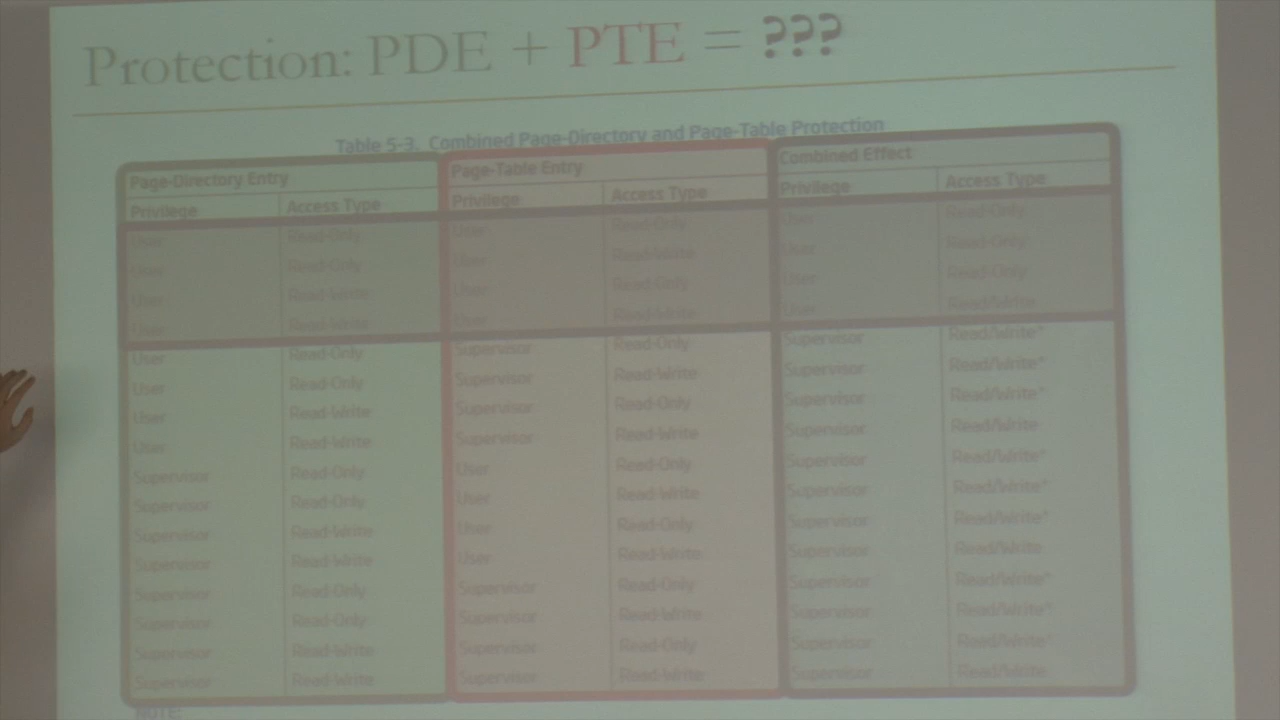 Protection: PDE + PTE = ???
Table 5-3. Combined Page-Directory and Page-Table Protection
Page-Directory Entry Page-Table Entry Combined Effect
Privilege Access Type Privilege Access Type Privilege Access Type
User Read-Only User Read-Only User Read-Only
User Read-Only User Read-Write User Read-Only
User Read-Write User Read-Only User Read-Only
User Read-Write User Read-Write User Read/Write
User Read-Only Supervisor Read-Only Supervisor Read/Write*
User Read-Only Supervisor Read-Write Supervisor Read/Write*
User Read-Write Supervisor Read-Only Supervisor Read/Write*
User Read-Write Supervisor Read-Write Supervisor Read/Write
Supervisor Read-Only User Read-Only Supervisor Read/Write*
Supervisor Read-Only User Read-Write Supervisor Read/Write*
Supervisor Read-Write User Read-Only Supervisor Read/Write*
Supervisor Read-Write User Read-Write Supervisor Read/Write
Supervisor Read-Only Supervisor Read-Only Supervisor Read/Write*
Supervisor Read-Only Supervisor Read-Write Supervisor Read/Write*
Supervisor Read-Write Supervisor Read-Only Supervisor Read/Write*
Supervisor Read-Write Supervisor Read-Write Supervisor Read/Write
NOTE: